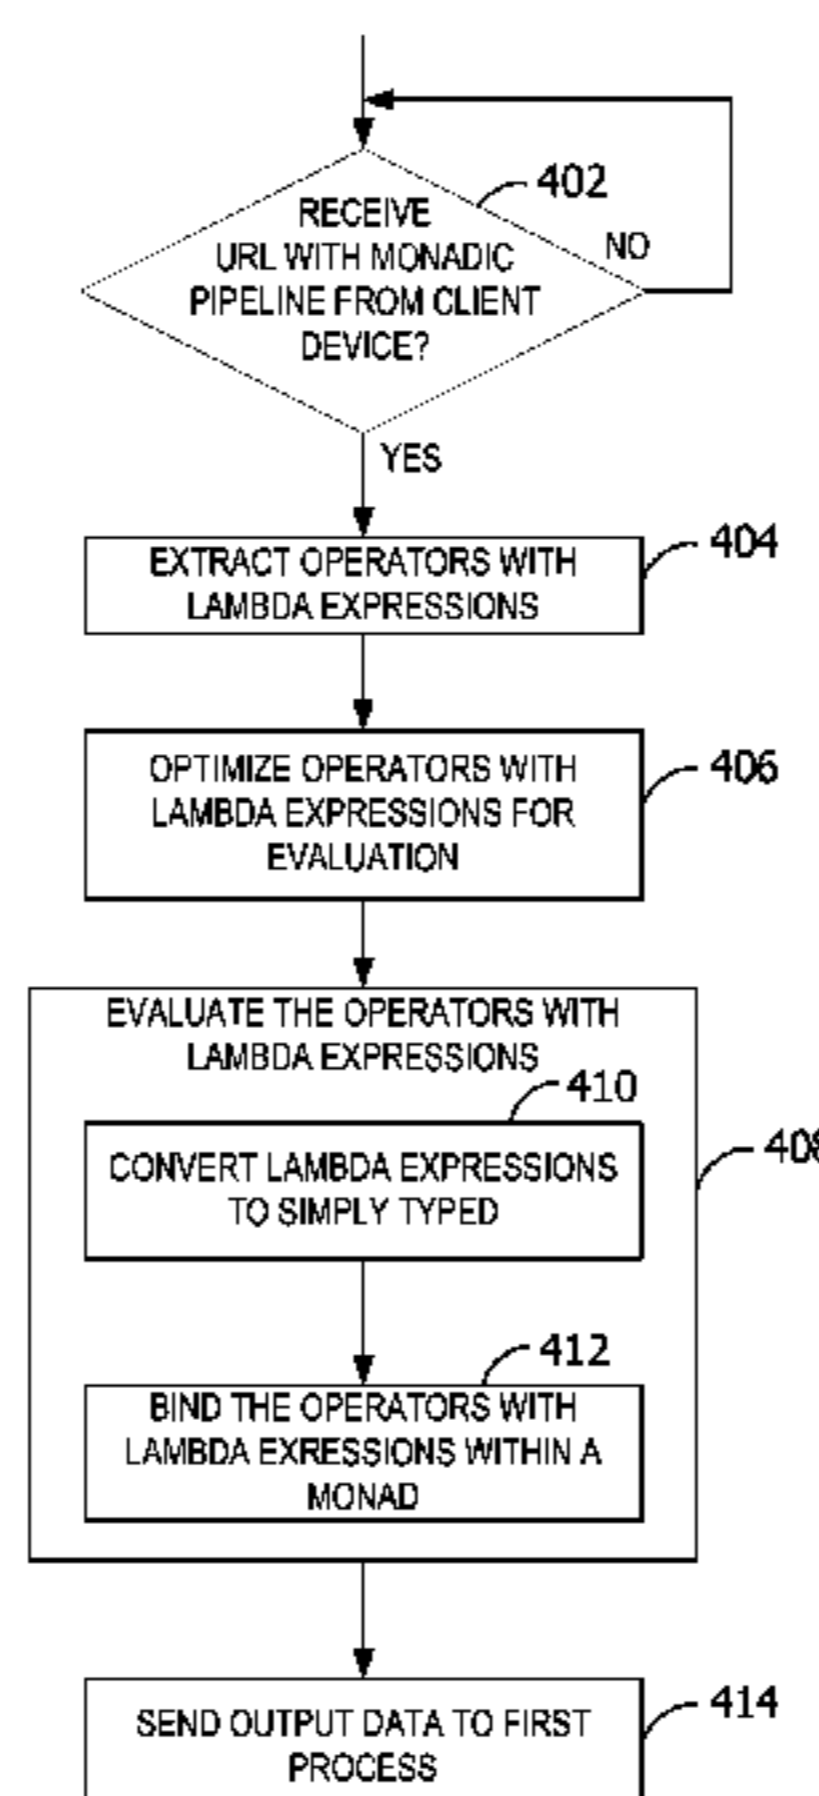 402
RECEIVE
URL WITH MONADIC
PIPELINE FROM CLIENT
DEVICE?
NO
YES
404
EXTRACT OPERATORS WITH
LAMBDA EXPRESSIONS
406
OPTIMIZE OPERATORS WITH
LAMBDA EXPRESSIONS FOR
EVALUATION
EVALUATE THE OPERATORS WITH
LAMBDA EXPRESSIONS
410
408
CONVERT LAMBDA EXPRESSIONS
TO SIMPLY TYPED
412
BIND THE OPERATORS WITH
LAMBDA EXRESSIONS WITHIN A
MONAD
414
SEND OUTPUT DATA TO FIRST
PROCESS